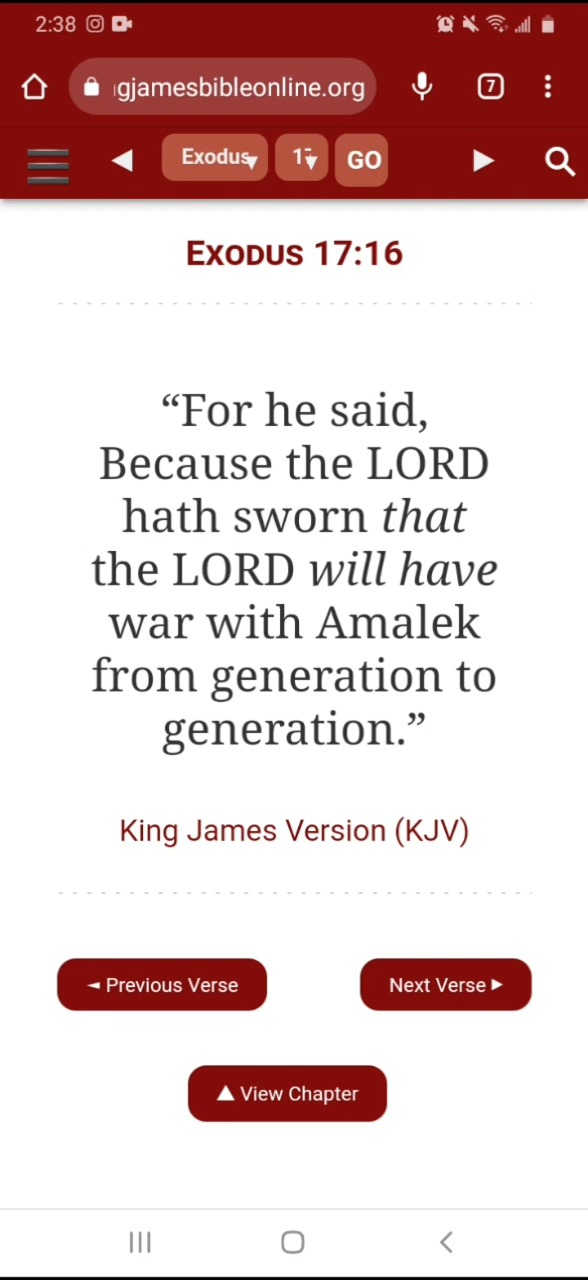 2:38
gjamesbibleonline.org
7
Exodus
GO
EXODUS 17:16
“For he said,
Because the LORD
hath sworn that
the LORD will have
war with Amalek
from generation to
generation.”
King James Version (KJV)
◄ Previous Verse
Next Verse ►
▲ View Chapter